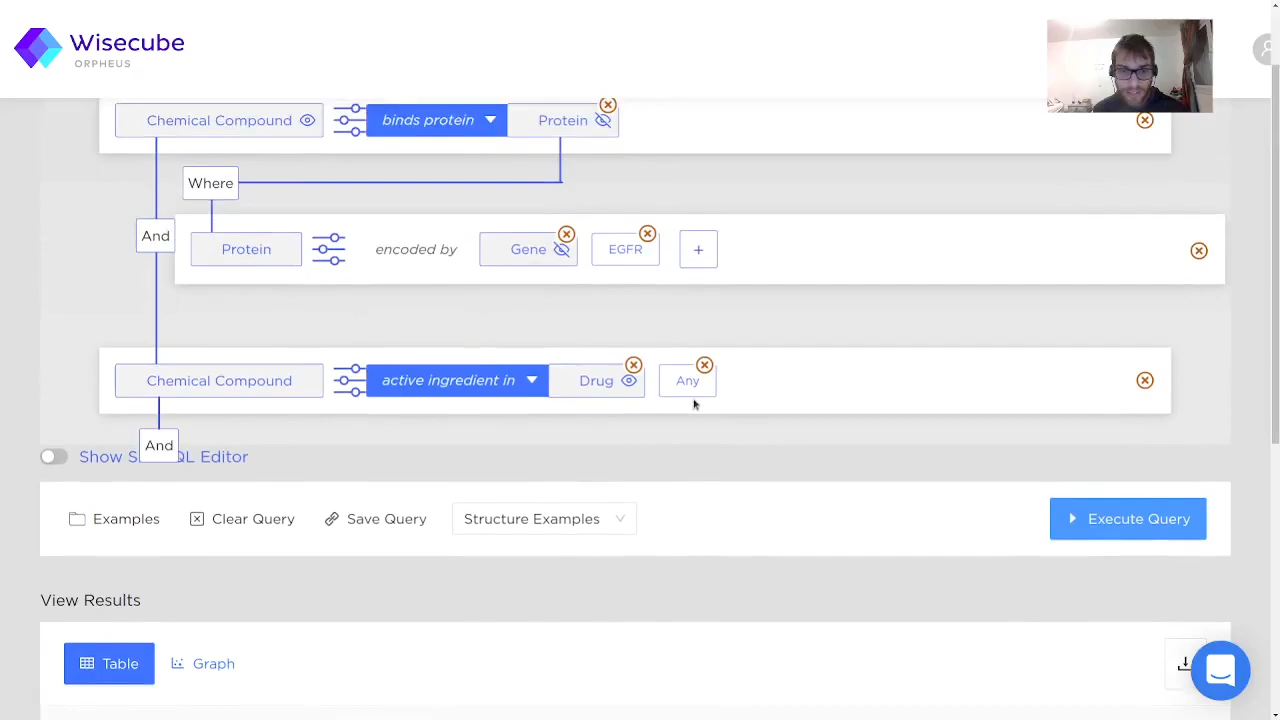 Wisecube
ORPHEUS
Chemical Compound binds protein Protein
Where
And
Protein encoded by Gene EGFR +
Chemical Compound active ingredient in Drug Any
And
Show S QL Editor
Examples Clear Query Save Query Structure Examples Execute Query
View Results
Table Graph